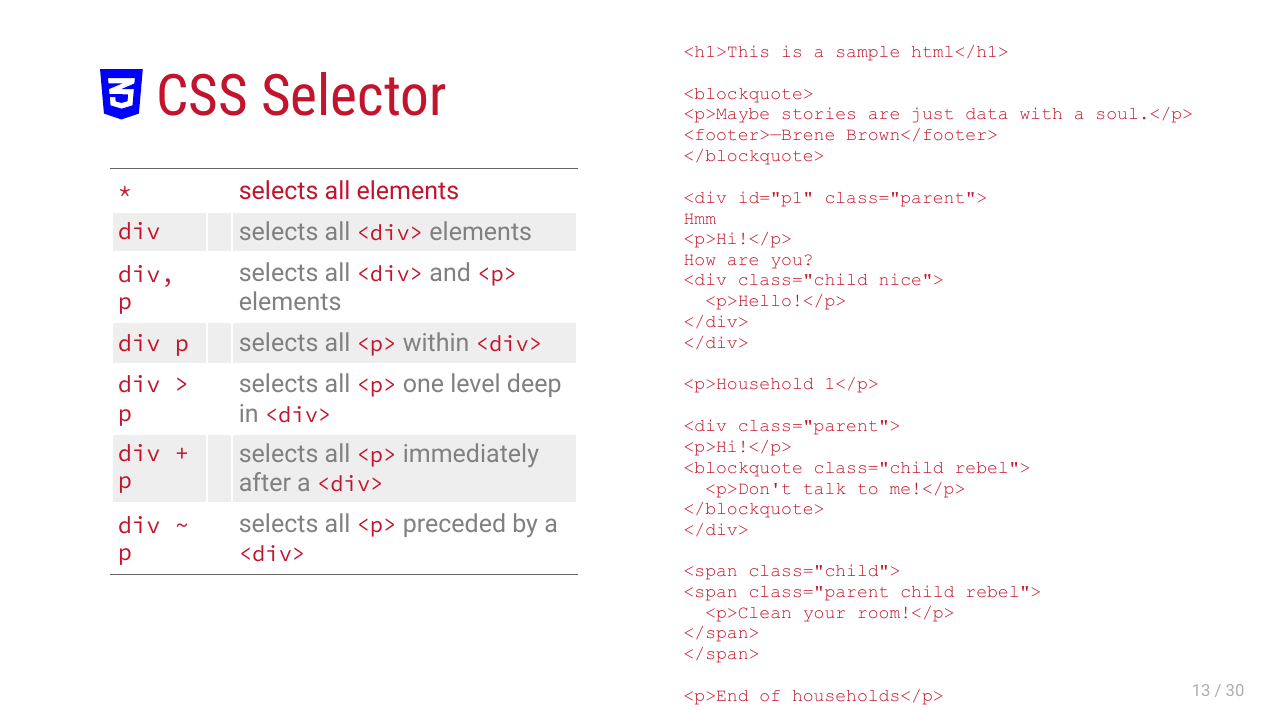 CSS Selector
* selects all elements
div selects all <div> elements
div, selects all <div> and <p>
p elements
div p selects all <p> within <div>
div > selects all <p> one level deep
p in <div>
div + selects all <p> immediately
p after a <div>
div ~ selects all <p> preceded by a
p <div>
<h1>This is a sample html</h1>
<blockquote>
<p>Maybe stories are just data with a soul.</p>
<footer>—Brene Brown</footer>
</blockquote>
<div id="p1" class="parent">
Hmm
<p>Hi!</p>
How are you?
<div class="child nice">
<p>Hello!</p>
</div>
</div>
<p>Household 1</p>
<div class="parent">
<p>Hi!</p>
<blockquote class="child rebel">
<p>Don't talk to me!</p>
</blockquote>
</div>
<span class="child">
<span class="parent child rebel">
<p>Clean your room!</p>
</span>
</span>
<p>End of households</p>
13 / 30